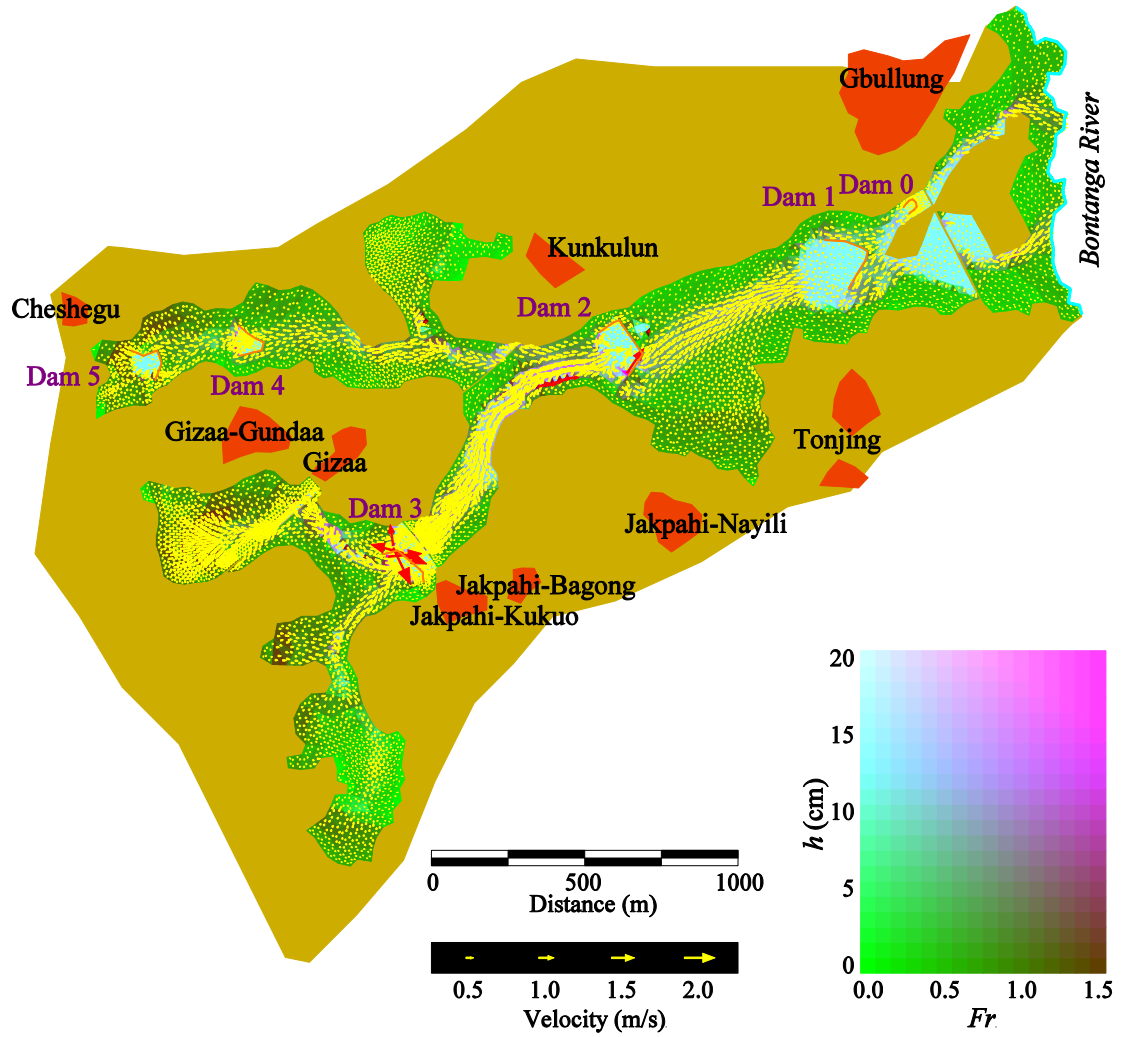 Gbullung
Bontanga River
Dam 1
Dam 0
Kunkulun
Cheshegu
Dam 2
Dam 5
Dam 4
Gizaa-Gundaa
Gizaa
Tonjing
Dam 3
Jakpahi-Nayili
Jakpahi-Bagong
Jakpahi-Kukuo
0 500 1000
Distance (m)
0.5 1.0 1.5 2.0
Velocity (m/s)
20
15
10
5
0
h (cm)
0.0 0.5 1.0 1.5
Fr